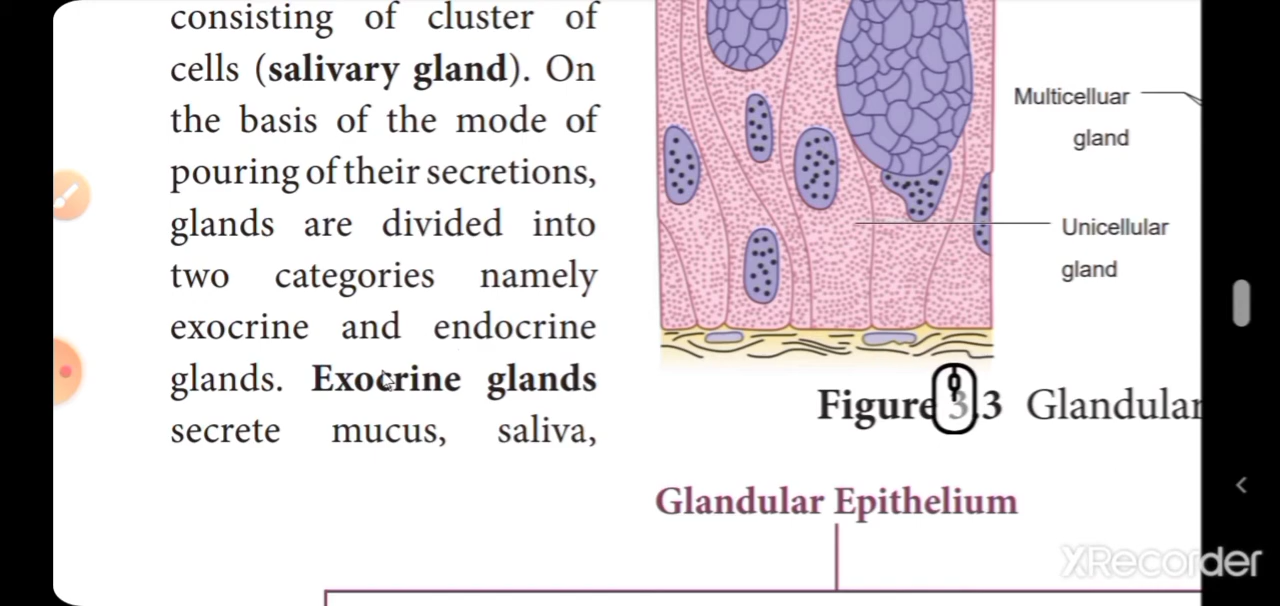 consisting of cluster of
cells (salivary gland). On
the basis of the mode of
pouring of their secretions,
glands are divided into
two categories namely
exocrine and endocrine
glands. Exocrine glands
secrete mucus, saliva,
Multicelluar
gland
Unicellular
gland
Figure 3.3 Glandular
Glandular Epithelium
XRecorder